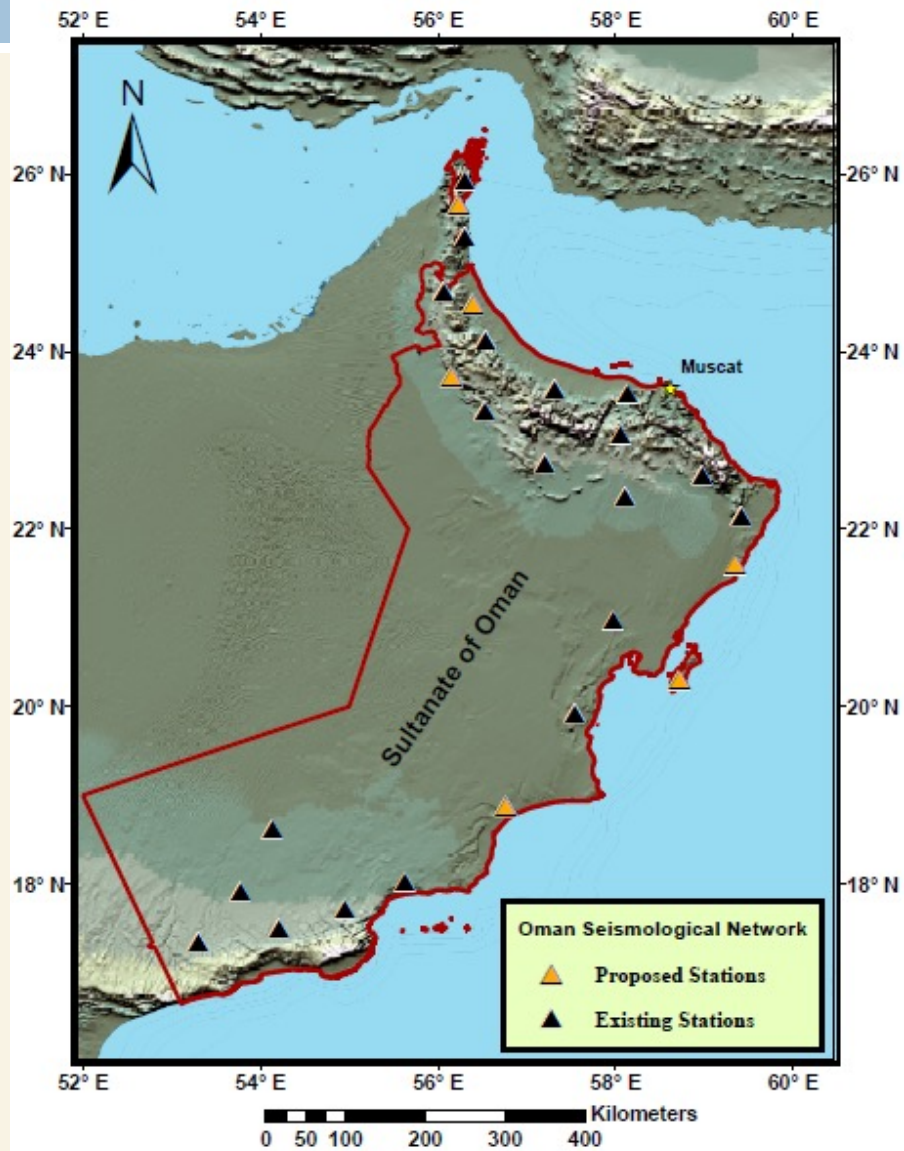 52° E 54° E 56° E 58° E 60° E
N
26° N 26° N
24° N 24° N
Muscat
22° N 22° N
Sultanate of Oman
20° N 20° N
18° N 18° N
Oman Seismological Network
Proposed Stations
Existing Stations
52° E 54° E 56° E 58° E 60° E
Kilometers
0 50 100 200 300 400